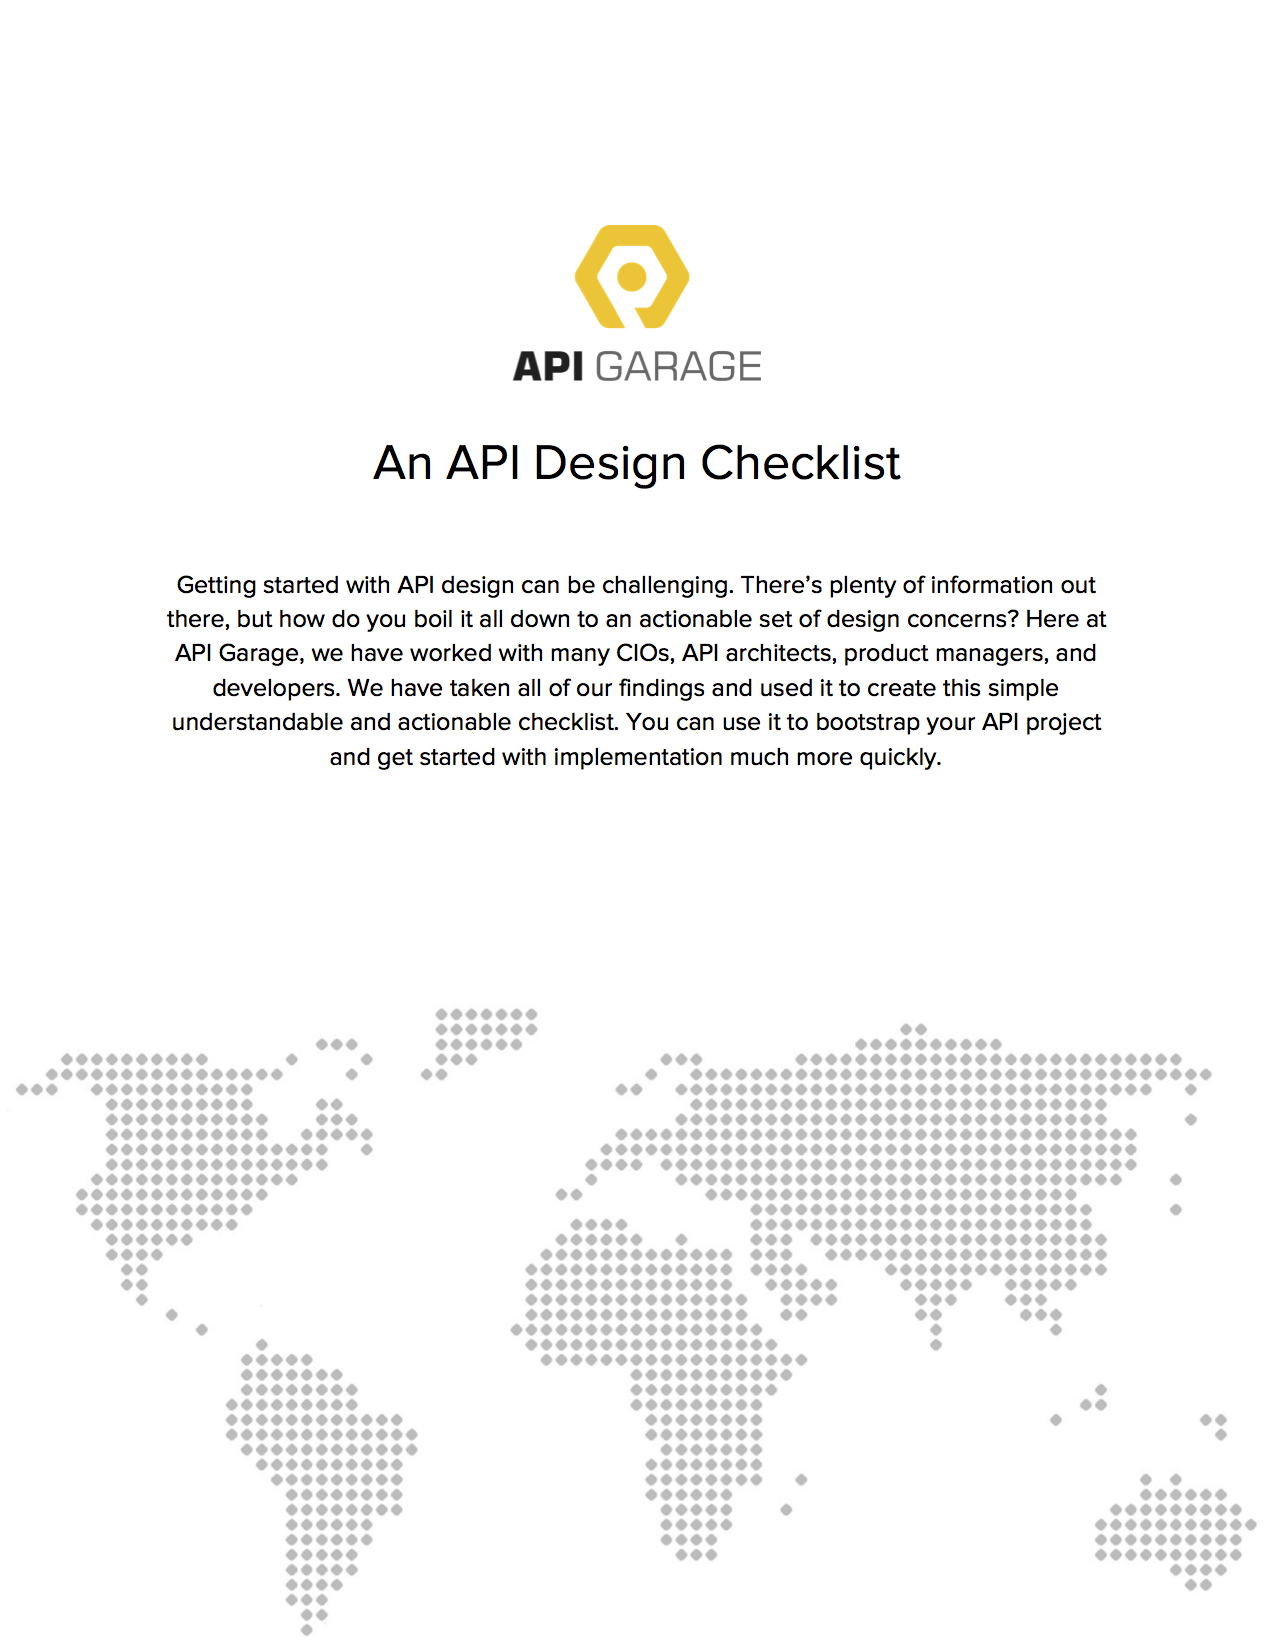 API GARAGE
An API Design Checklist
Getting started with API design can be challenging. There’s plenty of information out
there, but how do you boil it all down to an actionable set of design concerns? Here at
API Garage, we have worked with many CIOs, API architects, product managers, and
developers. We have taken all of our findings and used it to create this simple
understandable and actionable checklist. You can use it to bootstrap your API project
and get started with implementation much more quickly.